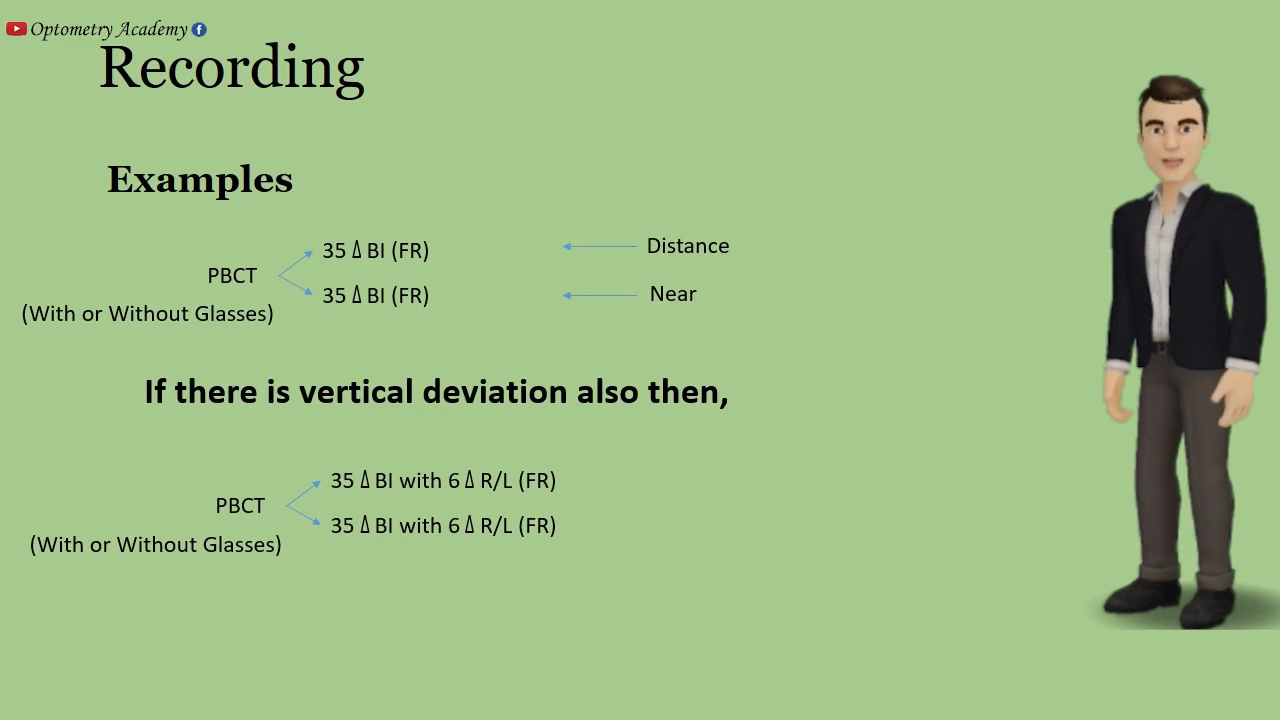 Optometry Academy
Recording
Examples
35 Δ BI (FR)
Distance
PBCT
35 Δ BI (FR)
Near
(With or Without Glasses)
If there is vertical deviation also then,
35 Δ BI with 6 Δ R/L (FR)
PBCT
35 Δ BI with 6 Δ R/L (FR)
(With or Without Glasses)